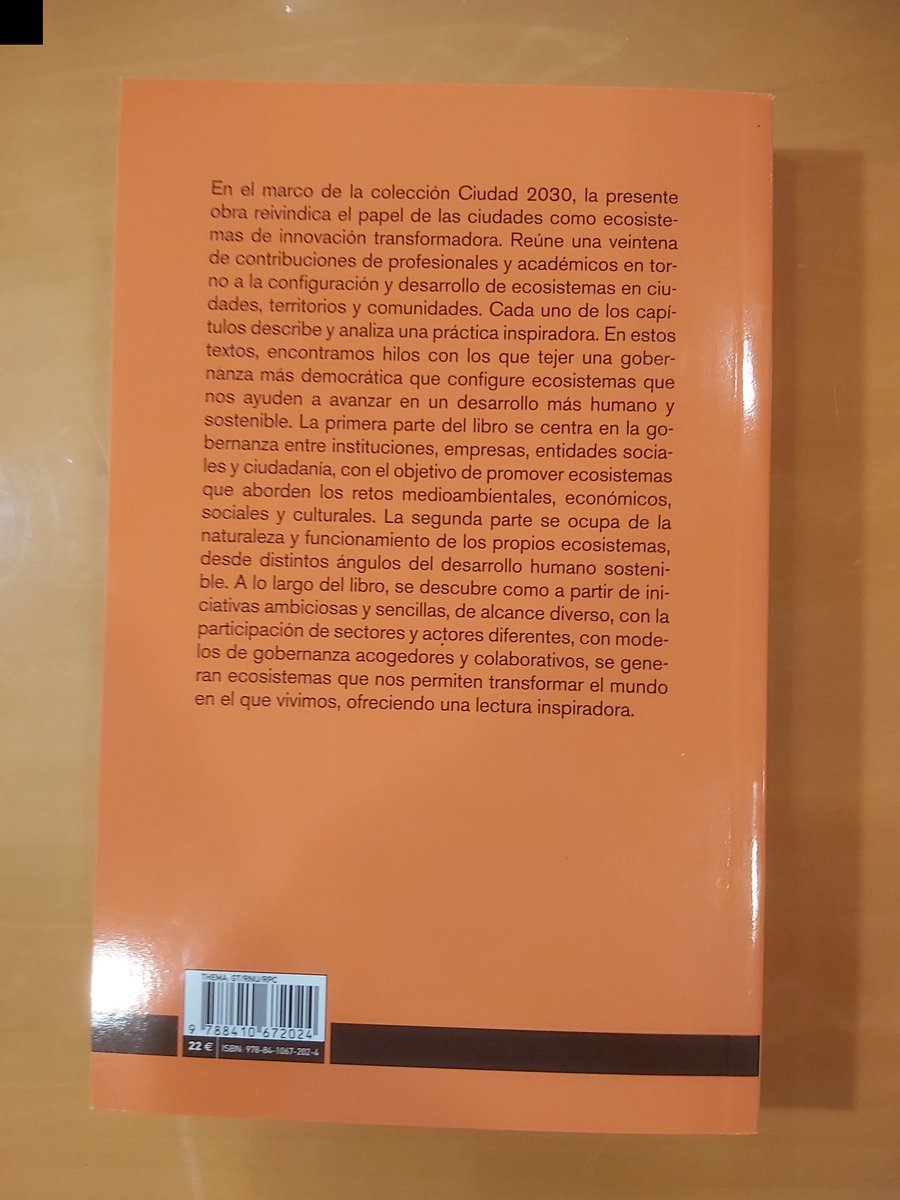 En el marco de la colección Ciudad 2030, la presente
obra reivindica el papel de las ciudades como ecosiste-
mas de innovación transformadora. Reúne una veintena
de contribuciones de profesionales y académicos en tor-
no a la configuración y desarrollo de ecosistemas en ciu-
dades, territorios y comunidades. Cada uno de los capí-
tulos describe y analiza una práctica inspiradora. En estos
textos, encontramos hilos con los que tejer una gober-
nanza más democrática que configure ecosistemas que
nos ayuden a avanzar en un desarrollo más humano y
sostenible. La primera parte del libro se centra en la go-
bernanza entre instituciones, empresas, entidades socia-
les y ciudadanía, con el objetivo de promover ecosistemas
que aborden los retos medioambientales, económicos,
sociales y culturales. La segunda parte se ocupa de la
naturaleza y funcionamiento de los propios ecosistemas,
desde distintos ángulos del desarrollo humano sosteni-
ble. A lo largo del libro, se descubre como a partir de ini-
ciativas ambiciosas y sencillas, de alcance diverso, con la
participación de sectores y actores diferentes, con mode-
los de gobernanza acogedores y colaborativos, se gene-
ran ecosistemas que nos permiten transformar el mundo
en el que vivimos, ofreciendo una lectura inspiradora.
THEMA: GT/RNU/RPC
9 788410 672024
22 € ISBN: 978-84-1067-202-4